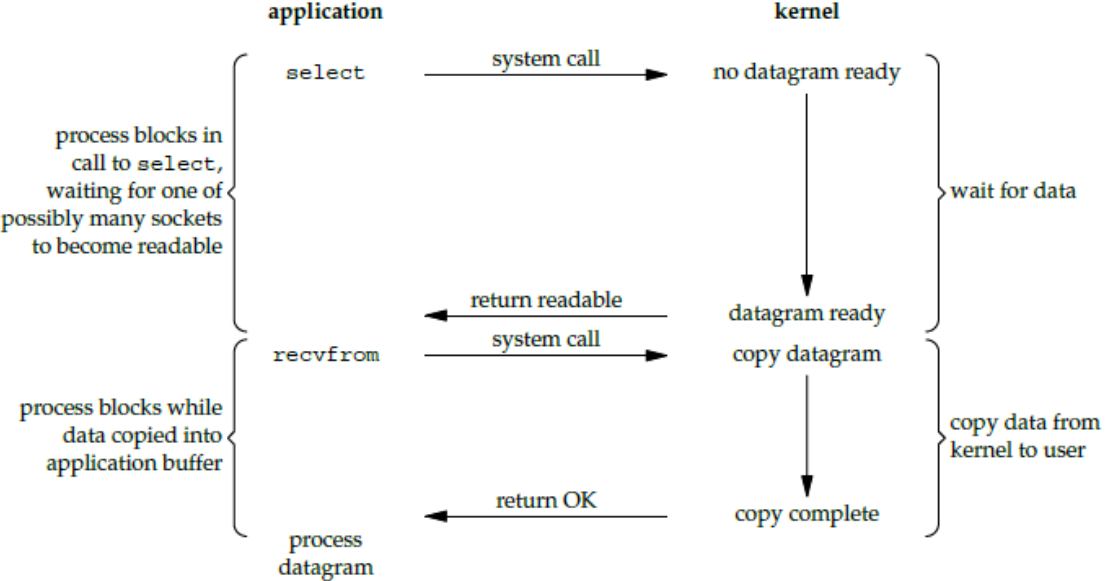 application
kernel
select
system call
no datagram ready
process blocks in
call to select,
waiting for one of
possibly many sockets
to become readable
wait for data
return readable
datagram ready
recvfrom
system call
copy datagram
process blocks while
data copied into
application buffer
copy data from
kernel to user
return OK
copy complete
process
datagram